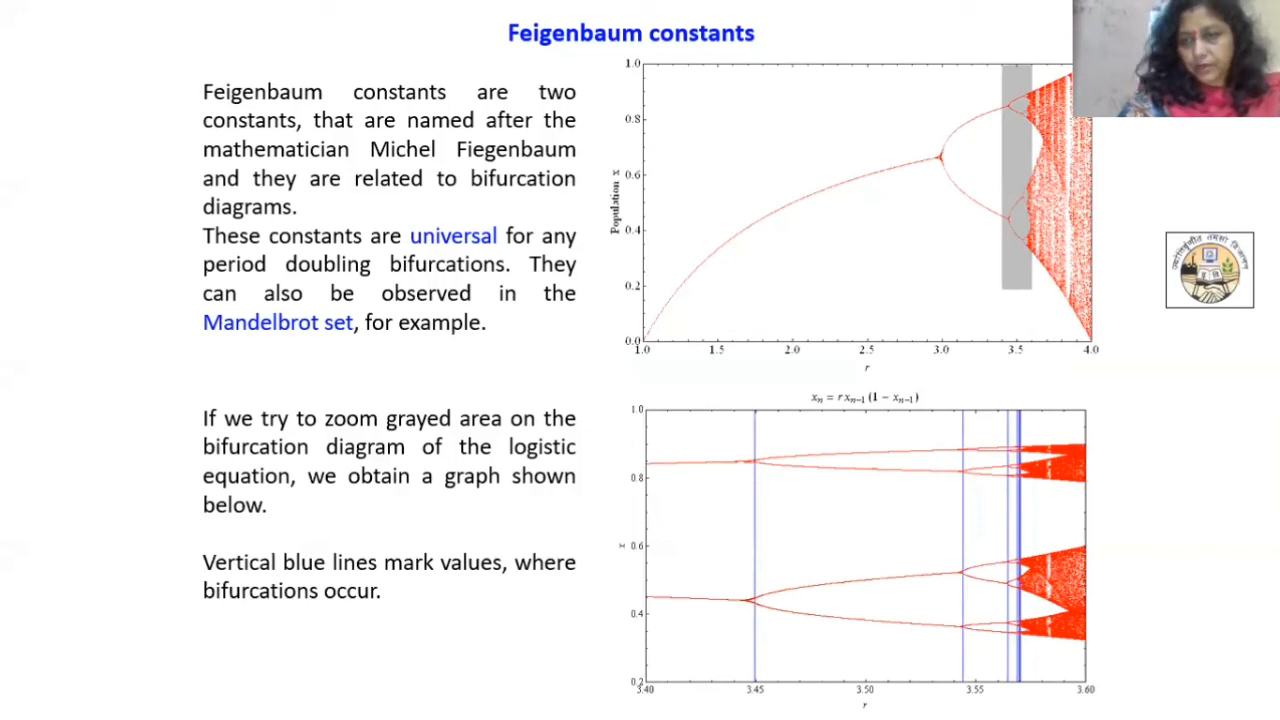 Feigenbaum constants
Feigenbaum constants are two
constants, that are named after the
mathematician Michel Fiegenbaum
and they are related to bifurcation
diagrams.
These constants are universal for any
period doubling bifurcations. They
can also be observed in the
Mandelbrot set, for example.
If we try to zoom grayed area on the
bifurcation diagram of the logistic
equation, we obtain a graph shown
below.
Vertical blue lines mark values, where
bifurcations occur.
Population x
1.0
0.8
0.6
0.4
0.2
0.0
1.0 1.5 2.0 2.5 3.0 3.5 4.0
r
xₙ = r xₙ₋₁ (1 − xₙ₋₁)
x
1.0
0.8
0.6
0.4
0.2
3.40 3.45 3.50 3.55 3.60
r